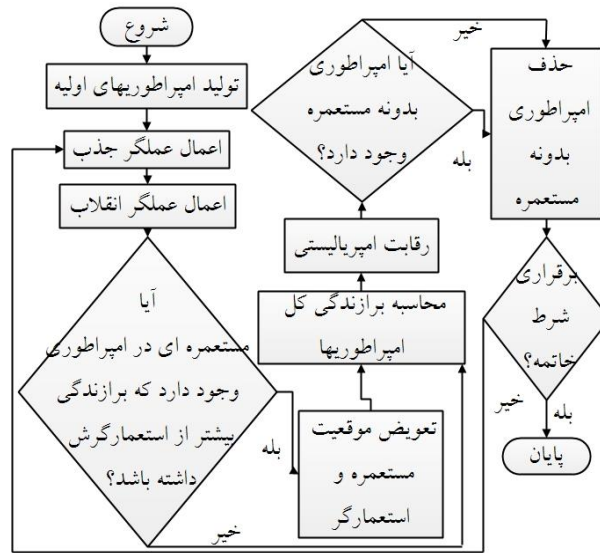 شروع
تولید امپراطوریهای اولیه
اعمال عملگر جذب
اعمال عملگر انقلاب
آیا
مستعمره ای در امپراطوری
وجود دارد که برازندگی
بیشتر از استعمارگرش
داشته باشد؟
بله
خیر
تعویض موقعیت
مستعمره و
استعمارگر
محاسبه برازندگی کل
امپراطوریها
رقابت امپریالیستی
آیا امپراطوری
بدونه مستعمره
وجود دارد؟
خیر
بله
حذف
امپراطوری
بدونه
مستعمره
برقراری
شرط
خاتمه؟
خیر
بله
پایان